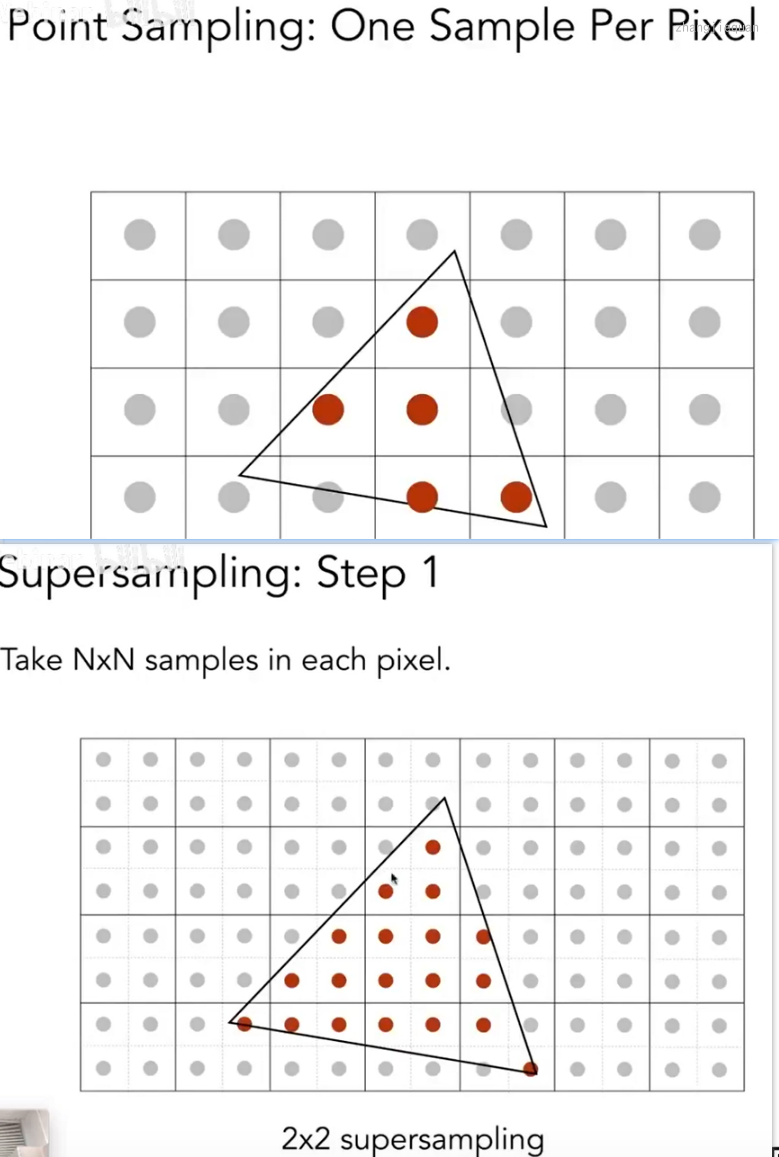 Point Sampling: One Sample Per Pixel
Supersampling: Step 1
Take NxN samples in each pixel.
2x2 supersampling